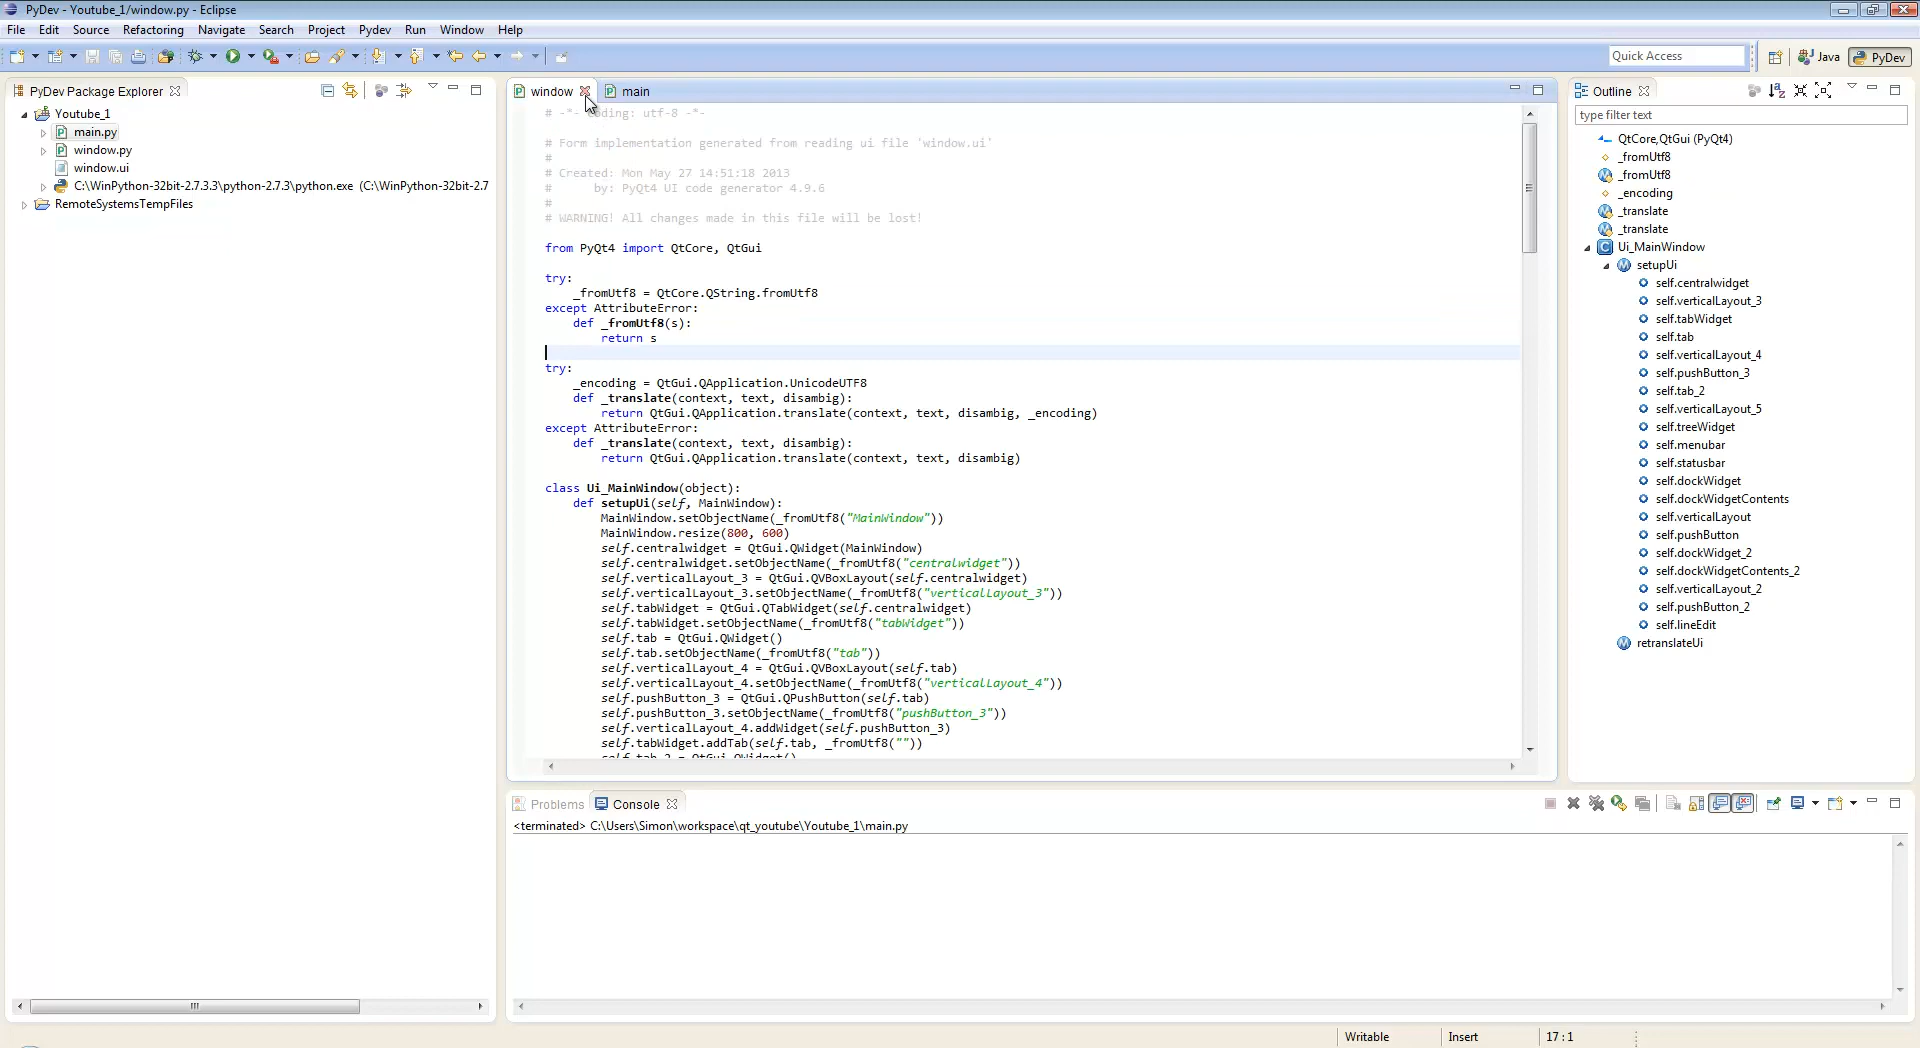 PyDev - Youtube_1/window.py - Eclipse
File Edit Source Refactoring Navigate Search Project Pydev Run Window Help
Quick Access
Java
PyDev
PyDev Package Explorer
Youtube_1
main.py
window.py
window.ui
C:\WinPython-32bit-2.7.3.3\python-2.7.3\python.exe (C:\WinPython-32bit-2.7
RemoteSystemsTempFiles
window
main
# -*- coding: utf-8 -*-
# Form implementation generated from reading ui file 'window.ui'
#
# Created: Mon May 27 14:51:18 2013
#      by: PyQt4 UI code generator 4.9.6
#
# WARNING! All changes made in this file will be lost!
from PyQt4 import QtCore, QtGui
try:
    _fromUtf8 = QtCore.QString.fromUtf8
except AttributeError:
    def _fromUtf8(s):
        return s
try:
    _encoding = QtGui.QApplication.UnicodeUTF8
    def _translate(context, text, disambig):
        return QtGui.QApplication.translate(context, text, disambig, _encoding)
except AttributeError:
    def _translate(context, text, disambig):
        return QtGui.QApplication.translate(context, text, disambig)
class Ui_MainWindow(object):
    def setupUi(self, MainWindow):
        MainWindow.setObjectName(_fromUtf8("MainWindow"))
        MainWindow.resize(800, 600)
        self.centralwidget = QtGui.QWidget(MainWindow)
        self.centralwidget.setObjectName(_fromUtf8("centralwidget"))
        self.verticalLayout_3 = QtGui.QVBoxLayout(self.centralwidget)
        self.verticalLayout_3.setObjectName(_fromUtf8("verticalLayout_3"))
        self.tabWidget = QtGui.QTabWidget(self.centralwidget)
        self.tabWidget.setObjectName(_fromUtf8("tabWidget"))
        self.tab = QtGui.QWidget()
        self.tab.setObjectName(_fromUtf8("tab"))
        self.verticalLayout_4 = QtGui.QVBoxLayout(self.tab)
        self.verticalLayout_4.setObjectName(_fromUtf8("verticalLayout_4"))
        self.pushButton_3 = QtGui.QPushButton(self.tab)
        self.pushButton_3.setObjectName(_fromUtf8("pushButton_3"))
        self.verticalLayout_4.addWidget(self.pushButton_3)
        self.tabWidget.addTab(self.tab, _fromUtf8(""))
        self.tab_2 = QtGui.QWidget()
Outline
type filter text
QtCore,QtGui (PyQt4)
_fromUtf8
_fromUtf8
_encoding
_translate
_translate
Ui_MainWindow
setupUi
self.centralwidget
self.verticalLayout_3
self.tabWidget
self.tab
self.verticalLayout_4
self.pushButton_3
self.tab_2
self.verticalLayout_5
self.treeWidget
self.menubar
self.statusbar
self.dockWidget
self.dockWidgetContents
self.verticalLayout
self.pushButton
self.dockWidget_2
self.dockWidgetContents_2
self.verticalLayout_2
self.pushButton_2
self.lineEdit
retranslateUi
Problems
Console
<terminated> C:\Users\Simon\workspace\qt_youtube\Youtube_1\main.py
Writable
Insert
17 : 1